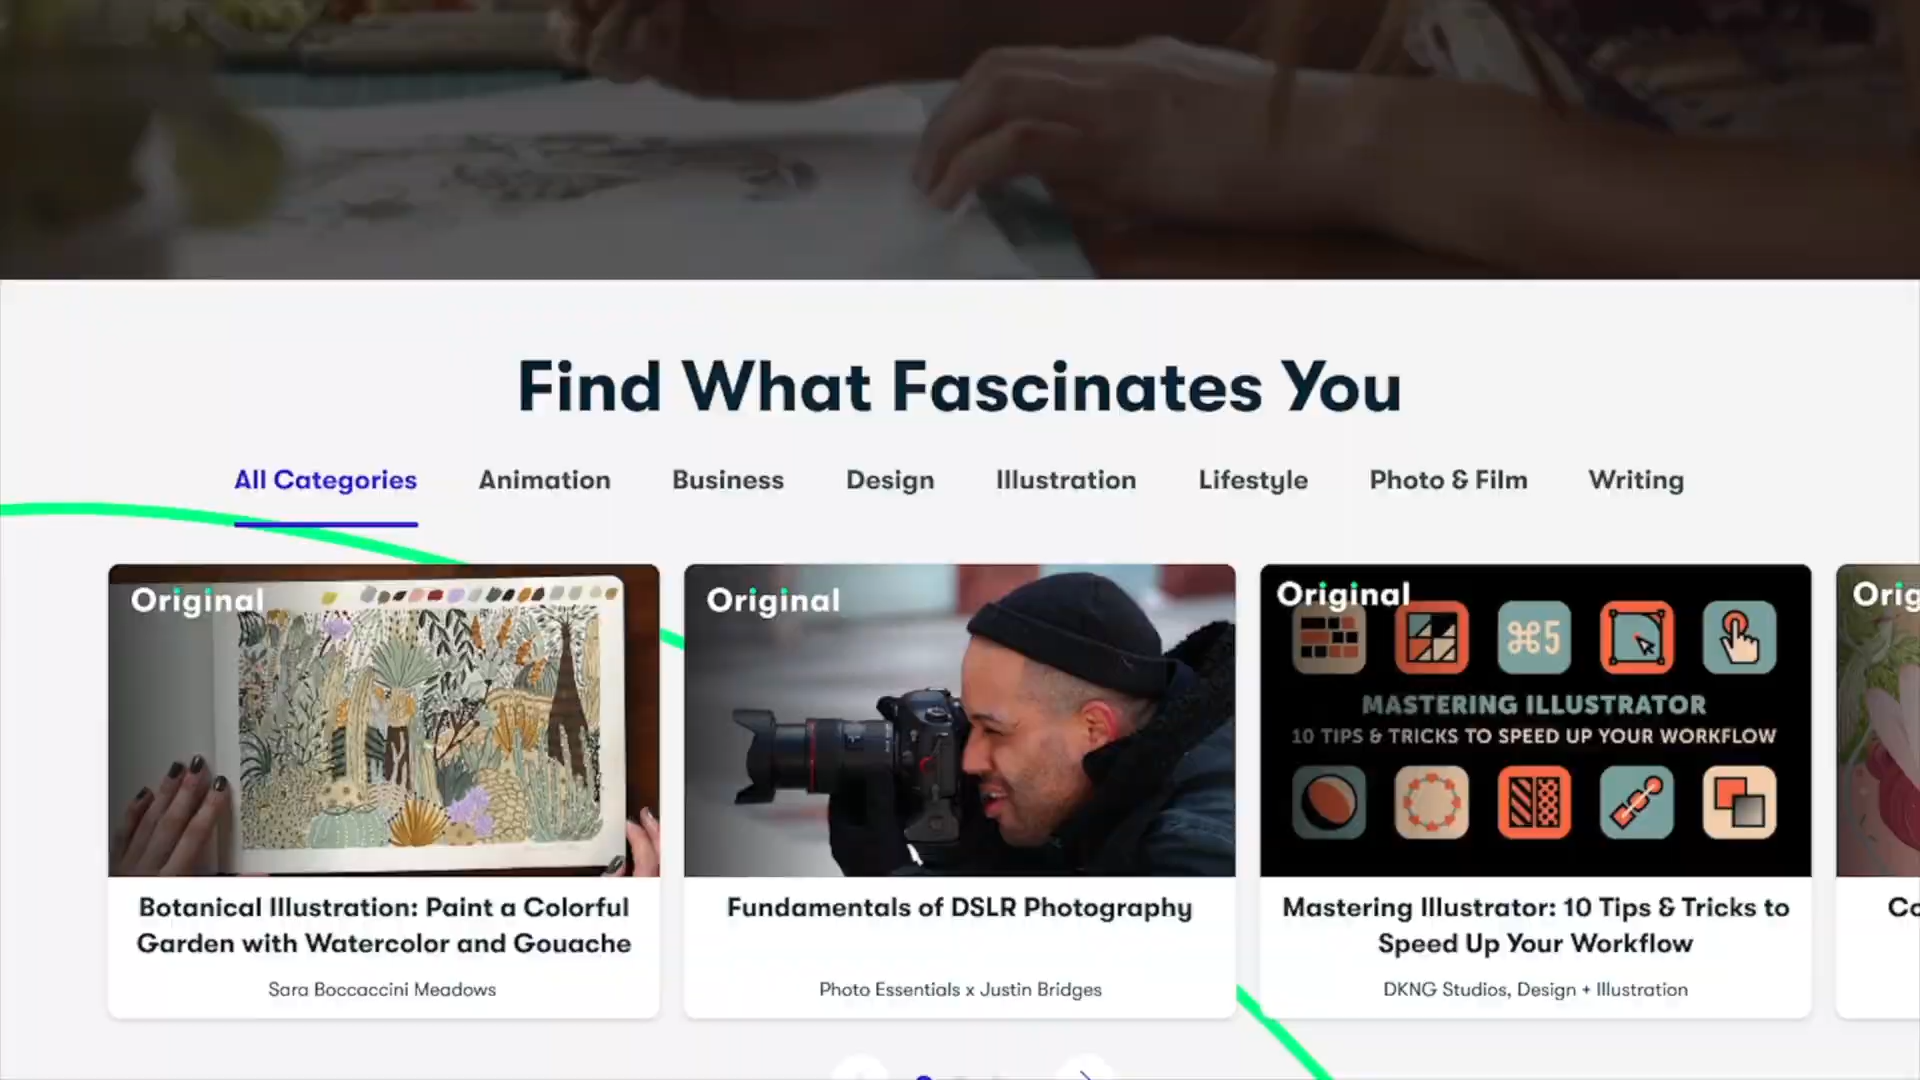 Find What Fascinates You
All Categories Animation Business Design Illustration Lifestyle Photo & Film Writing
Original
Botanical Illustration: Paint a Colorful
Garden with Watercolor and Gouache
Sara Boccaccini Meadows
Original
Fundamentals of DSLR Photography
Photo Essentials x Justin Bridges
Original
⌘5
MASTERING ILLUSTRATOR
10 TIPS & TRICKS TO SPEED UP YOUR WORKFLOW
Mastering Illustrator: 10 Tips & Tricks to
Speed Up Your Workflow
DKNG Studios, Design + Illustration
Orig
Co